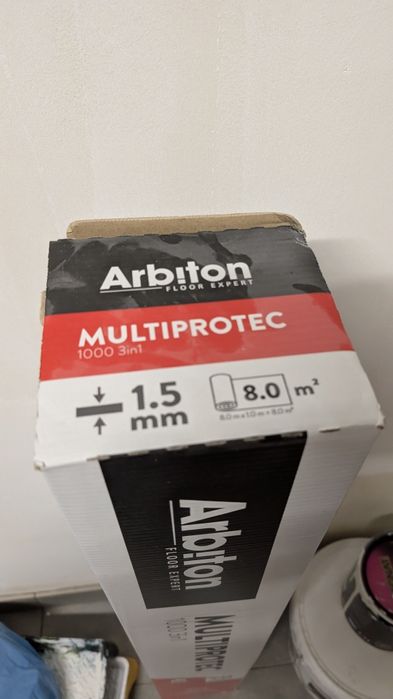 Arbiton
FLOOR EXPERT
MULTIPROTEC
1000 3in1
1.5
mm
8.0 m²
8.0 m x 1.0 m = 8.0 m²
Arbiton
FLOOR EXPERT
MULTIPROTEC
1000 3in1